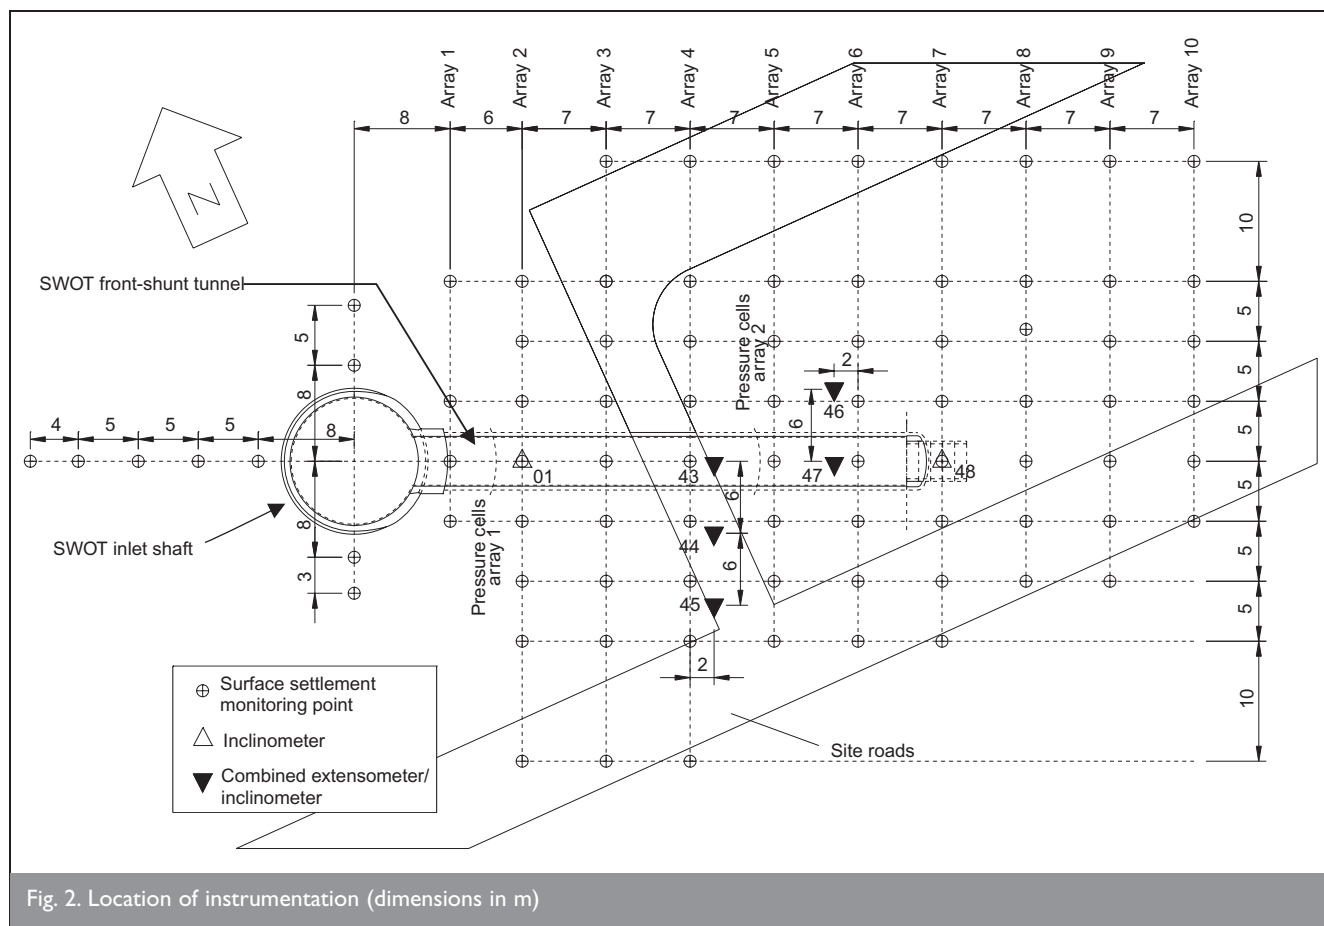 Array 1
Array 2
Array 3
Array 4
Array 5
Array 6
Array 7
Array 8
Array 9
Array 10
8
6
7
7
7
7
7
7
7
7
N
10
SWOT front-shunt tunnel
5
Pressure cells
array 2
5
2
5
8
46
6
5
4
5
5
5
8
01
43
47
48
6
5
8
SWOT inlet shaft
Pressure cells
array 1
44
3
6
5
45
5
2
Surface settlement
monitoring point
Inclinometer
Combined extensometer/
inclinometer
10
Site roads
Fig. 2. Location of instrumentation (dimensions in m)